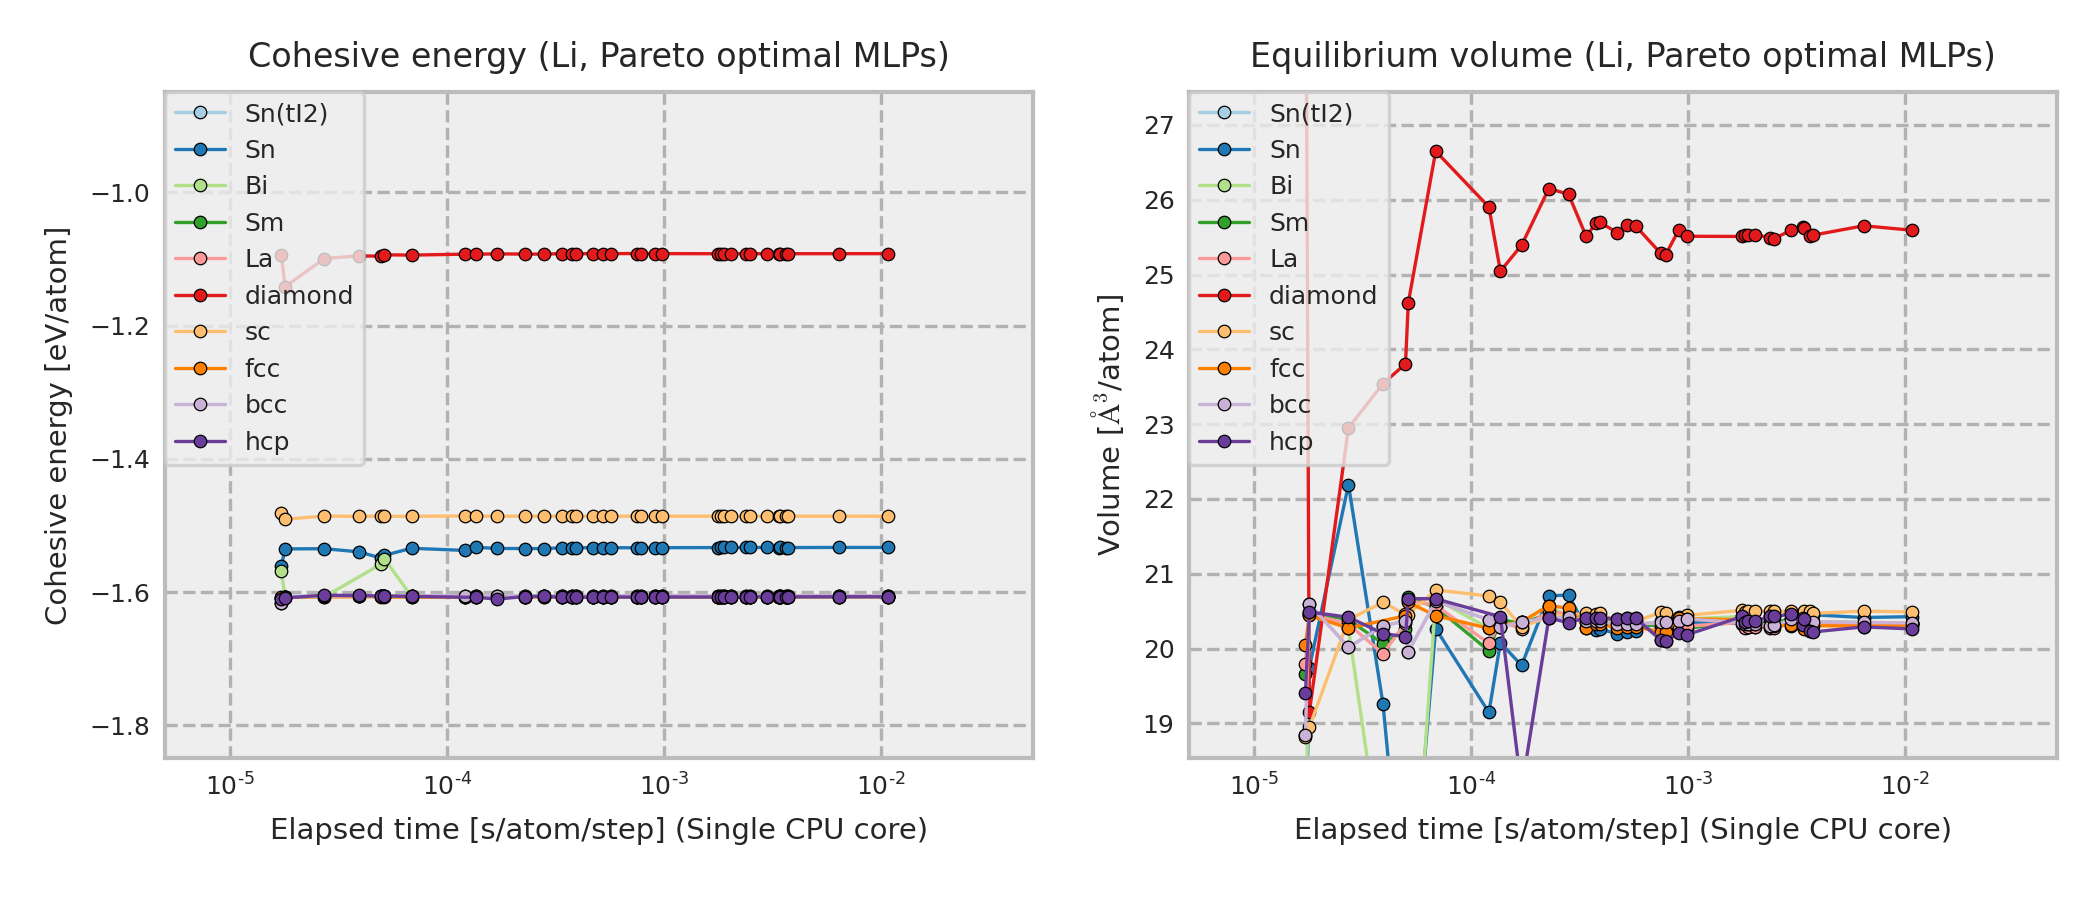 Cohesive energy (Li, Pareto optimal MLPs)
Cohesive energy [eV/atom]
−1.0
−1.2
−1.4
−1.6
−1.8
Sn(tI2)
Sn
Bi
Sm
La
diamond
sc
fcc
bcc
hcp
10⁻⁵ 10⁻⁴ 10⁻³ 10⁻²
Elapsed time [s/atom/step] (Single CPU core)
Equilibrium volume (Li, Pareto optimal MLPs)
Volume [Å³/atom]
27
26
25
24
23
22
21
20
19
Sn(tI2)
Sn
Bi
Sm
La
diamond
sc
fcc
bcc
hcp
10⁻⁵ 10⁻⁴ 10⁻³ 10⁻²
Elapsed time [s/atom/step] (Single CPU core)